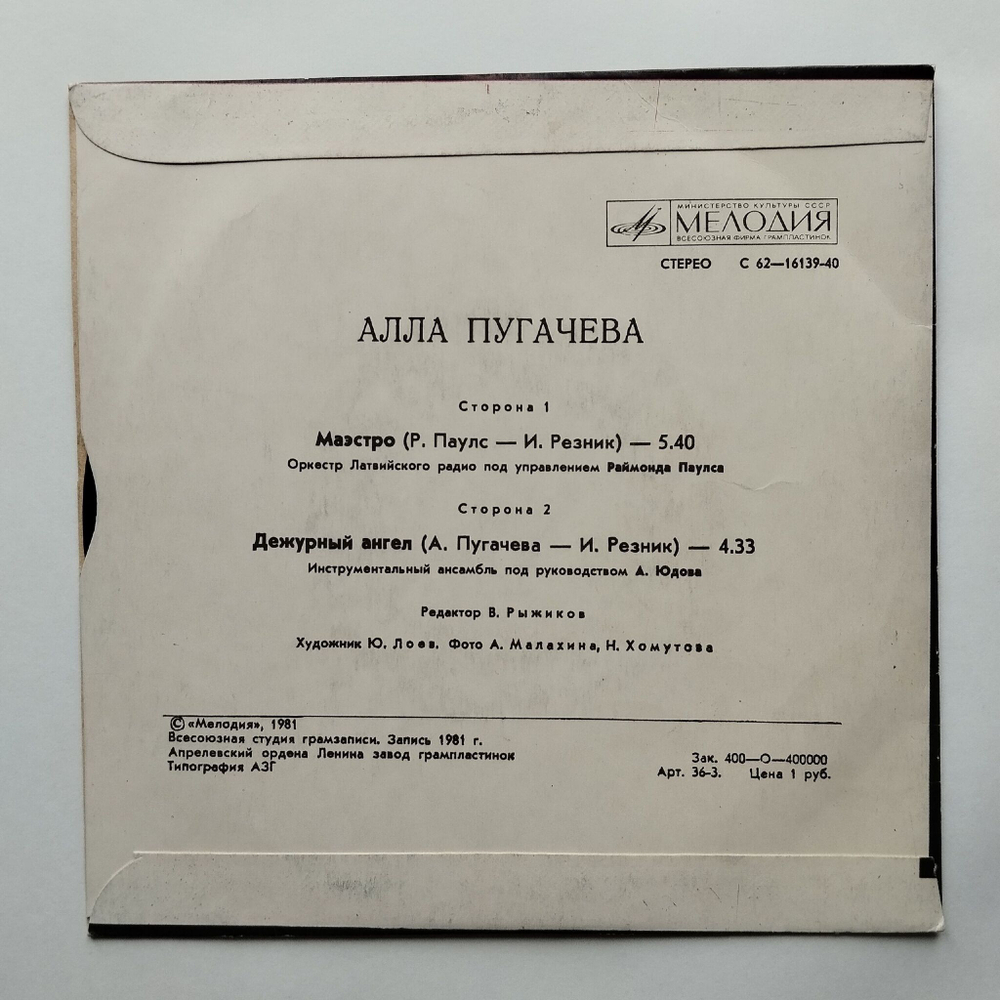 МИНИСТЕРСТВО КУЛЬТУРЫ СССР
МЕЛОДИЯ
ВСЕСОЮЗНАЯ ФИРМА ГРАМПЛАСТИНОК
СТЕРЕО С 62—16139-40
АЛЛА ПУГАЧЕВА
Сторона 1
Маэстро (Р. Паулс — И. Резник) — 5.40
Оркестр Латвийского радио под управлением Раймонда Паулса
Сторона 2
Дежурный ангел (А. Пугачева — И. Резник) — 4.33
Инструментальный ансамбль под руководством А. Юдова
Редактор В. Рыжиков
Художник Ю. Лоев. Фото А. Малахина, Н. Хомутова
© «Мелодия», 1981
Всесоюзная студия грамзаписи. Запись 1981 г.
Апрелевский ордена Ленина завод грампластинок
Типография АЗГ
Зак. 400—О—400000
Арт. 36-3. Цена 1 руб.